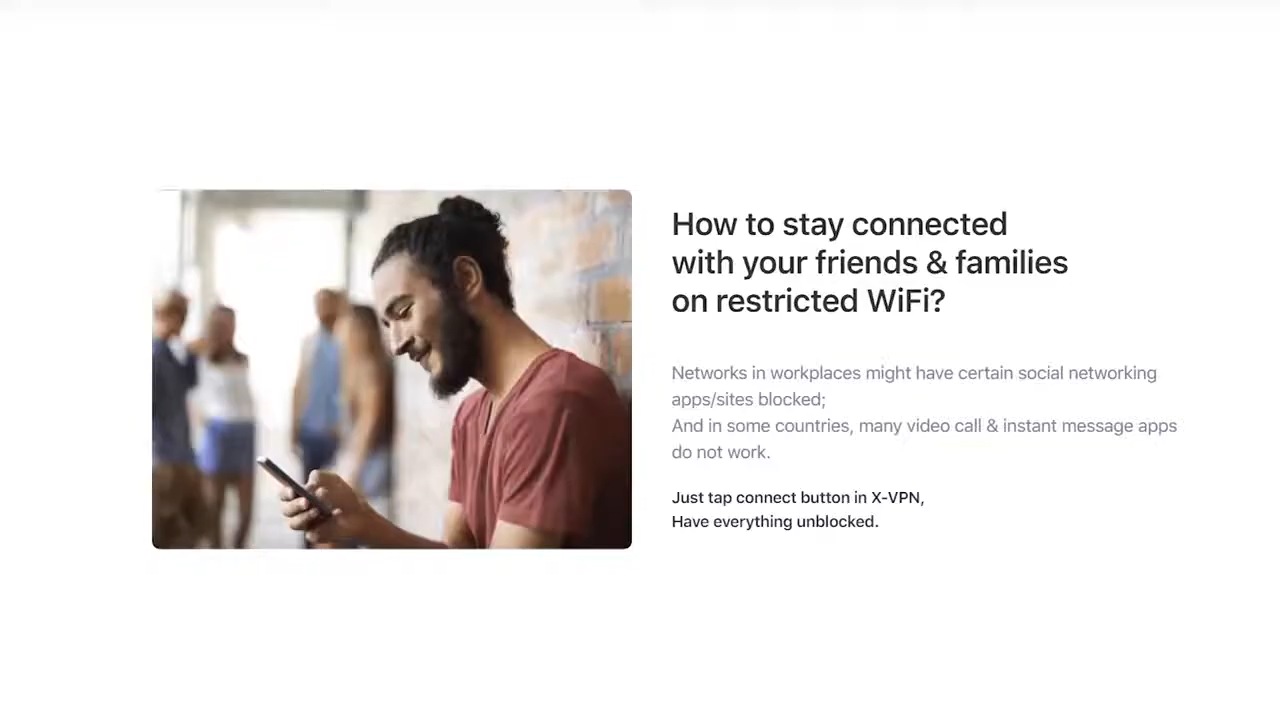 How to stay connected
with your friends & families
on restricted WiFi?
Networks in workplaces might have certain social networking
apps/sites blocked;
And in some countries, many video call & instant message apps
do not work.
Just tap connect button in X-VPN,
Have everything unblocked.